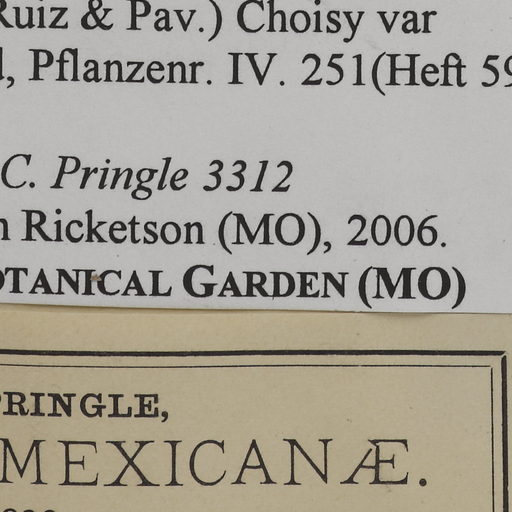 Ruiz & Pav.) Choisy var
, Pflanzenr. IV. 251(Heft 59
C. Pringle 3312
Ricketson (MO), 2006.
OTANICAL GARDEN (MO)
PRINGLE,
MEXICANÆ.